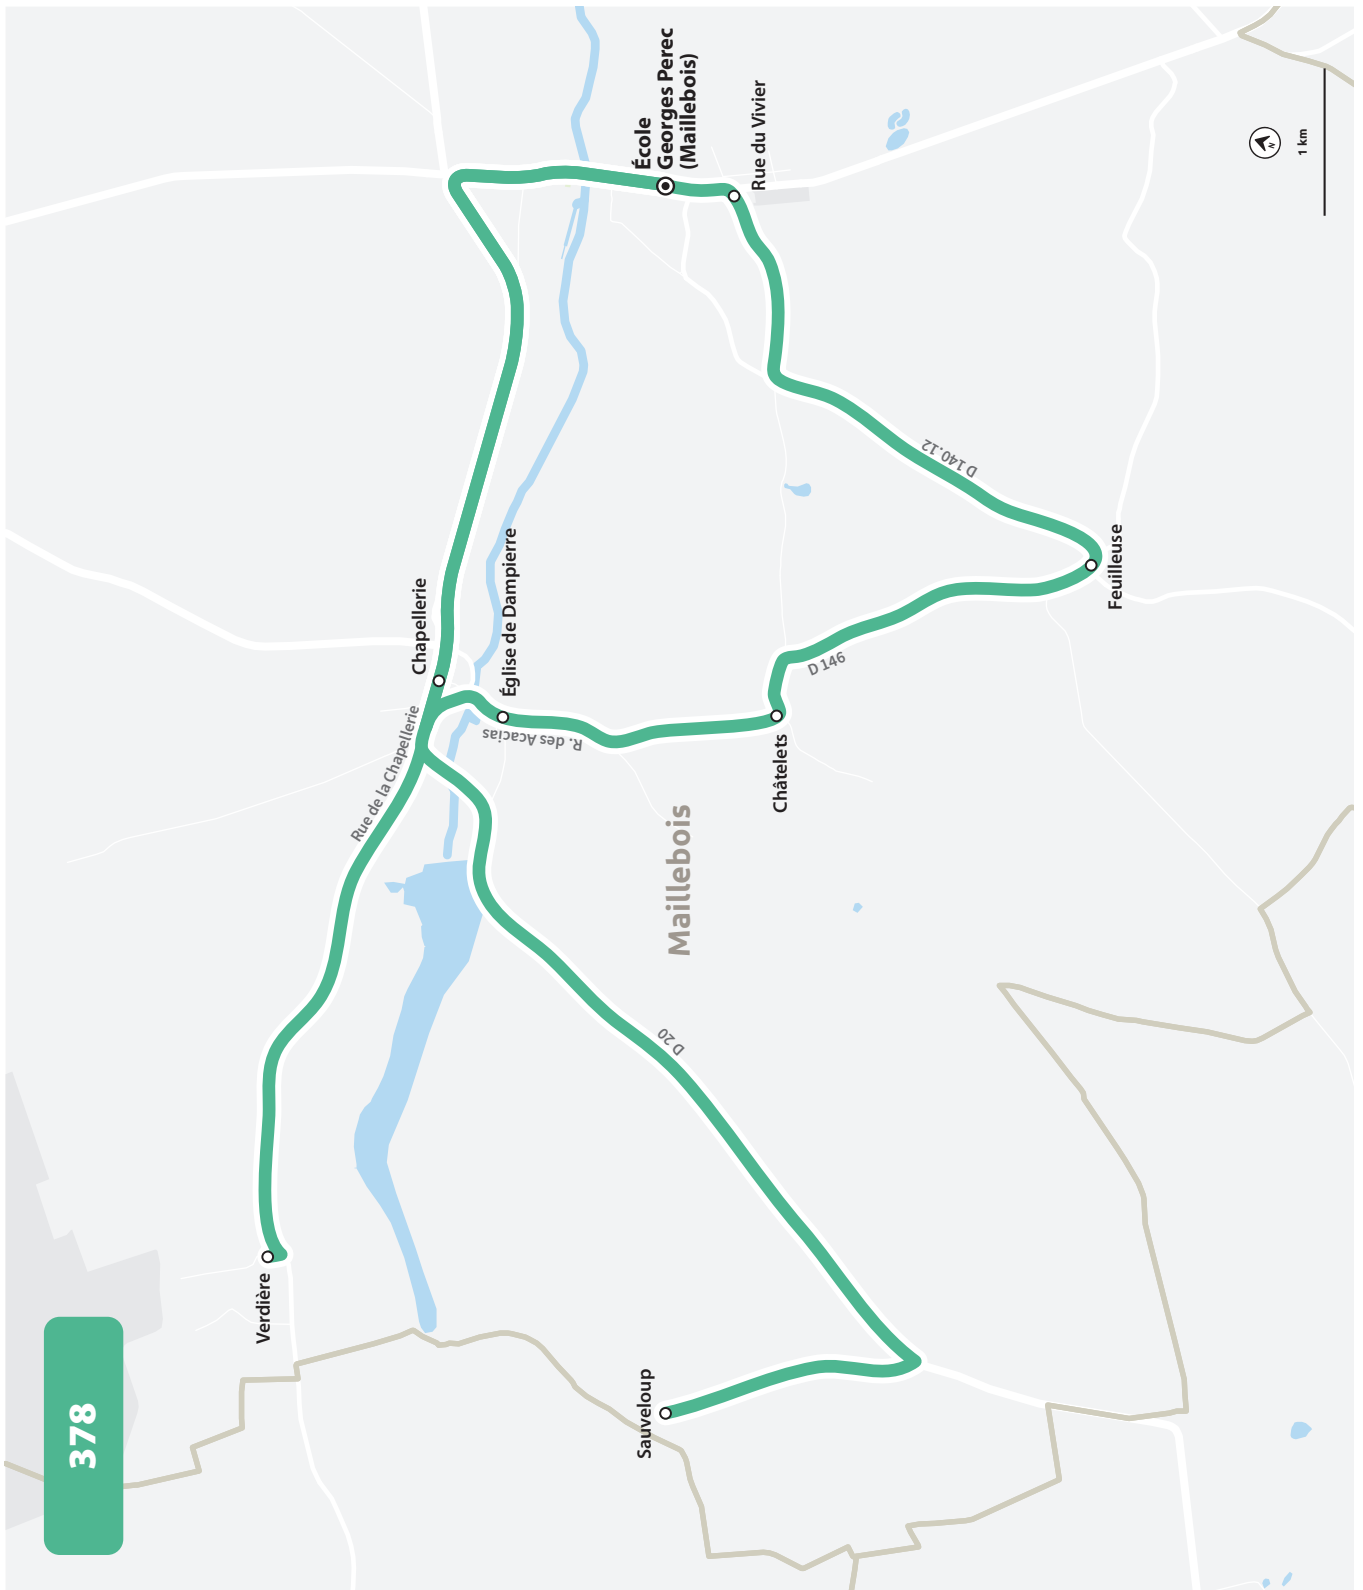 378
Verdière
Rue de la Chapellerie
Chapellerie
Église de Dampierre
R. des Acacias
École
Georges Perec
(Maillebois)
Rue du Vivier
D 140.12
Feuilleuse
D 146
Châtelets
Maillebois
D 20
Sauveloup
N
1 km